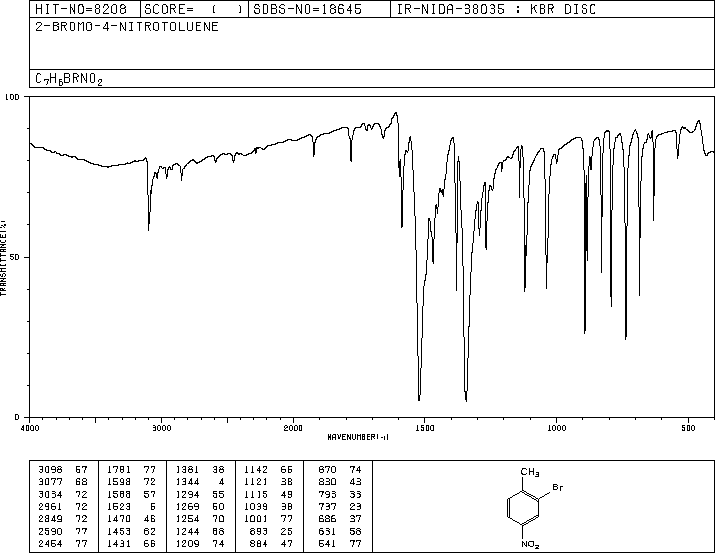 HIT-NO=8208 SCORE= ( ) SDBS-NO=18645 IR-NIDA-38035 : KBR DISC
2-BROMO-4-NITROTOLUENE
C7H6BRNO2
100
50
0
TRANSMITTANCE(%)
4000 3000 2000 1500 1000 500
WAVENUMBER(-1)
3098 57 1781 77 1381 38 1142 66 870 74
3077 68 1598 72 1344 4 1121 38 830 43
3034 72 1588 57 1294 55 1115 49 793 33
2961 72 1523 5 1269 50 1039 38 737 23
2849 72 1470 46 1254 70 1001 77 686 37
2590 77 1453 62 1244 68 893 25 631 58
2464 77 1431 66 1209 74 884 47 541 77
CH3
Br
NO2